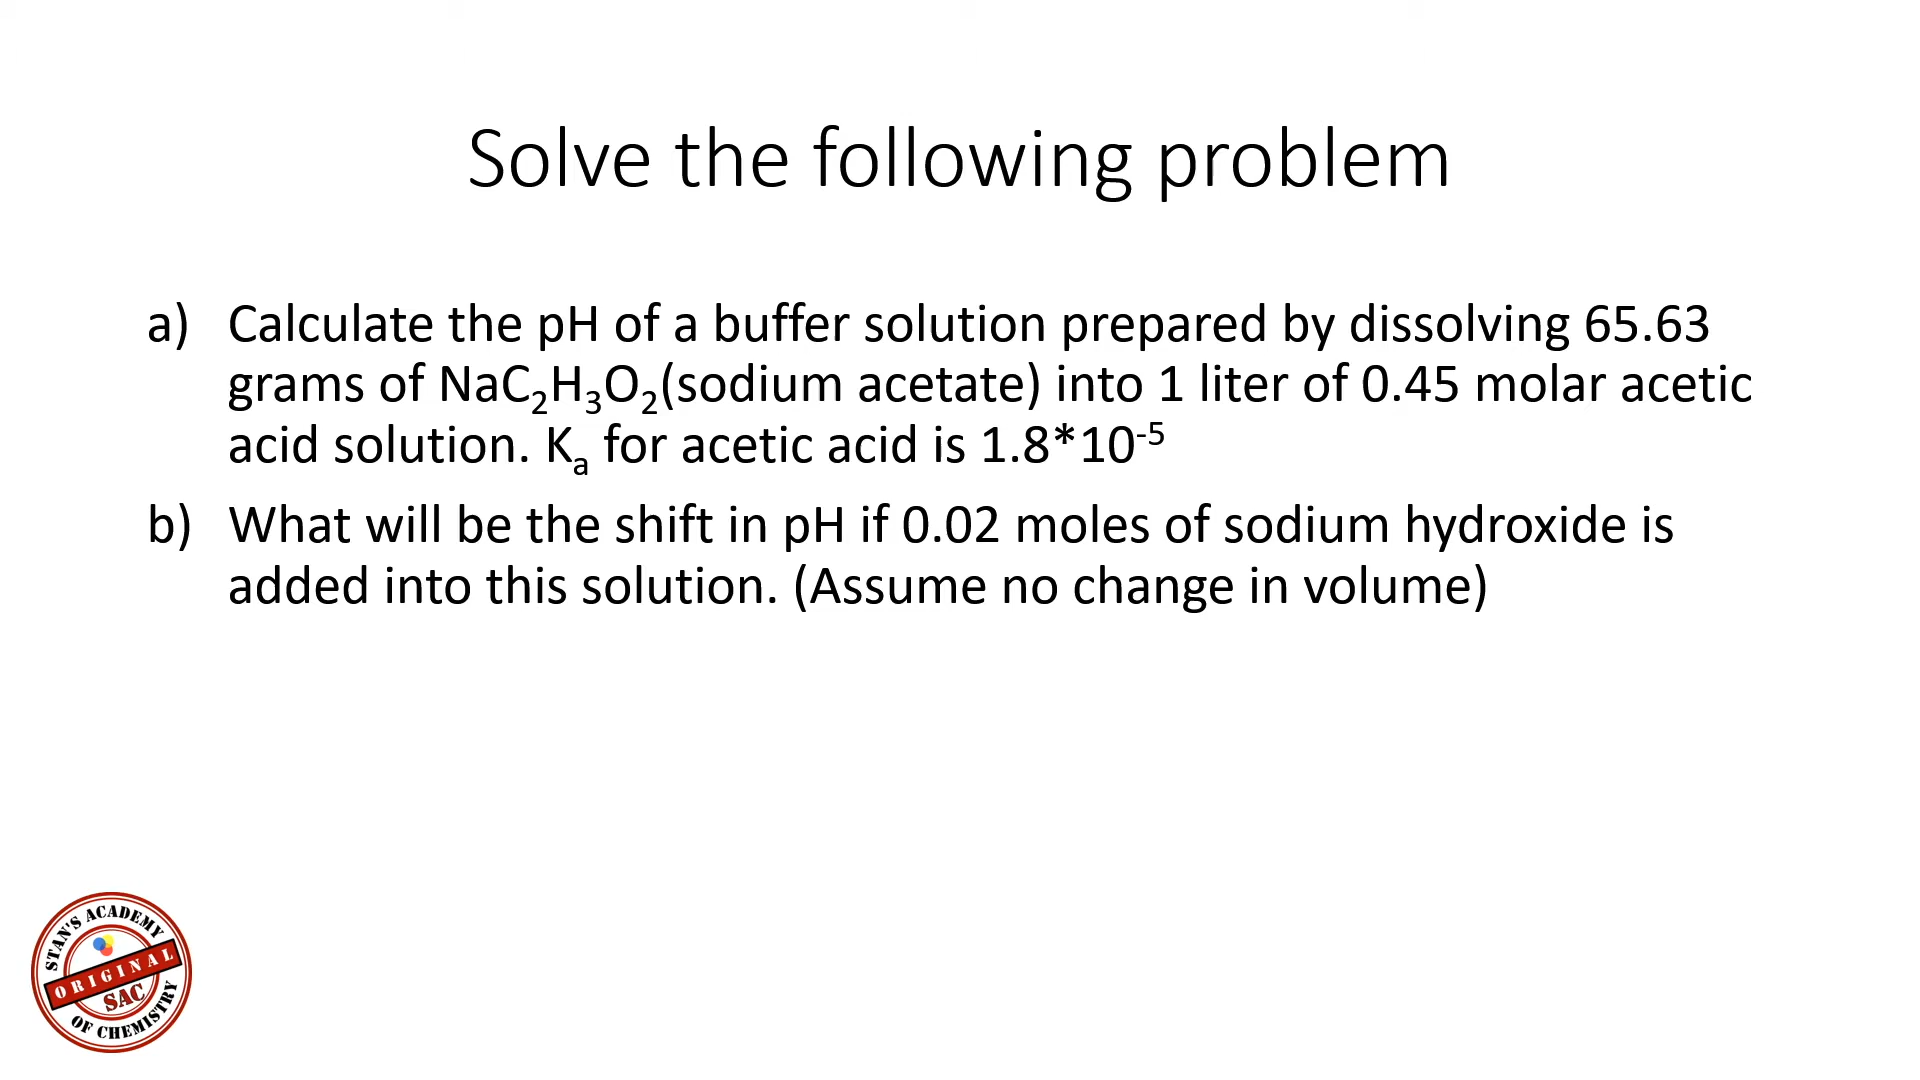 Solve the following problem
a) Calculate the pH of a buffer solution prepared by dissolving 65.63
grams of NaC₂H₃O₂(sodium acetate) into 1 liter of 0.45 molar acetic
acid solution. Kₐ for acetic acid is 1.8*10⁻⁵
b) What will be the shift in pH if 0.02 moles of sodium hydroxide is
added into this solution. (Assume no change in volume)
STAN'S ACADEMY
ORIGINAL
SAC
OF CHEMISTRY